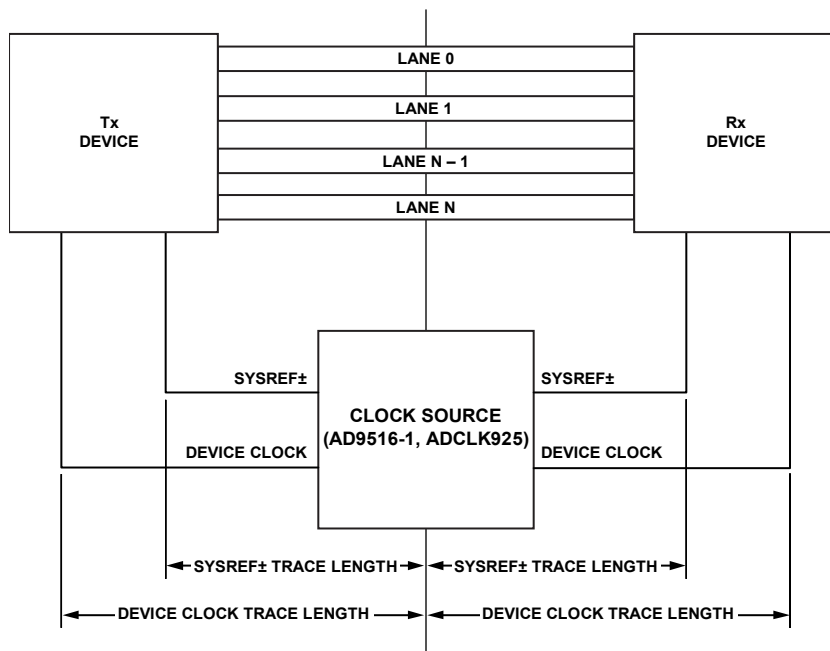 LANE 0
LANE 1
LANE N – 1
LANE N
Tx
DEVICE
Rx
DEVICE
SYSREF±
SYSREF±
CLOCK SOURCE
(AD9516-1, ADCLK925)
DEVICE CLOCK
DEVICE CLOCK
SYSREF± TRACE LENGTH
SYSREF± TRACE LENGTH
DEVICE CLOCK TRACE LENGTH
DEVICE CLOCK TRACE LENGTH